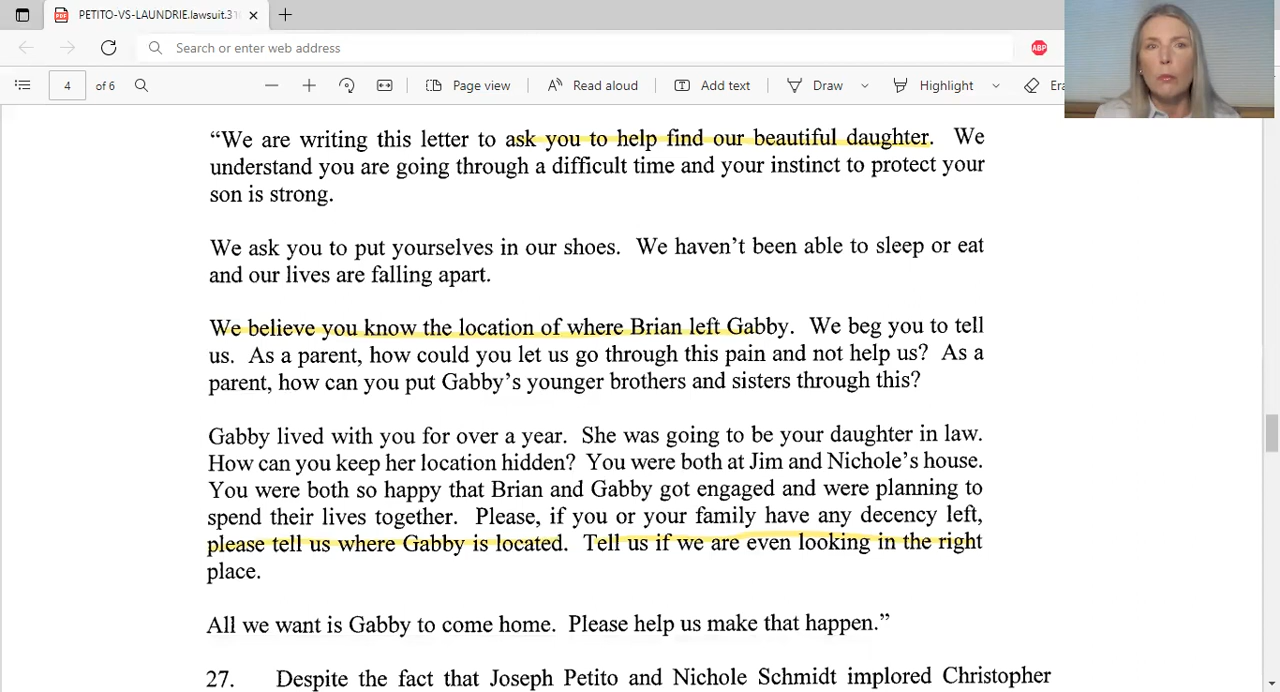 PETITO-VS-LAUNDRIE.lawsuit.31
Search or enter web address
ABP
4 of 6 Page view Read aloud Add text Draw Highlight Era
“We are writing this letter to ask you to help find our beautiful daughter. We
understand you are going through a difficult time and your instinct to protect your
son is strong.
We ask you to put yourselves in our shoes. We haven’t been able to sleep or eat
and our lives are falling apart.
We believe you know the location of where Brian left Gabby. We beg you to tell
us. As a parent, how could you let us go through this pain and not help us? As a
parent, how can you put Gabby’s younger brothers and sisters through this?
Gabby lived with you for over a year. She was going to be your daughter in law.
How can you keep her location hidden? You were both at Jim and Nichole’s house.
You were both so happy that Brian and Gabby got engaged and were planning to
spend their lives together. Please, if you or your family have any decency left,
please tell us where Gabby is located. Tell us if we are even looking in the right
place.
All we want is Gabby to come home. Please help us make that happen.”
27. Despite the fact that Joseph Petito and Nichole Schmidt implored Christopher